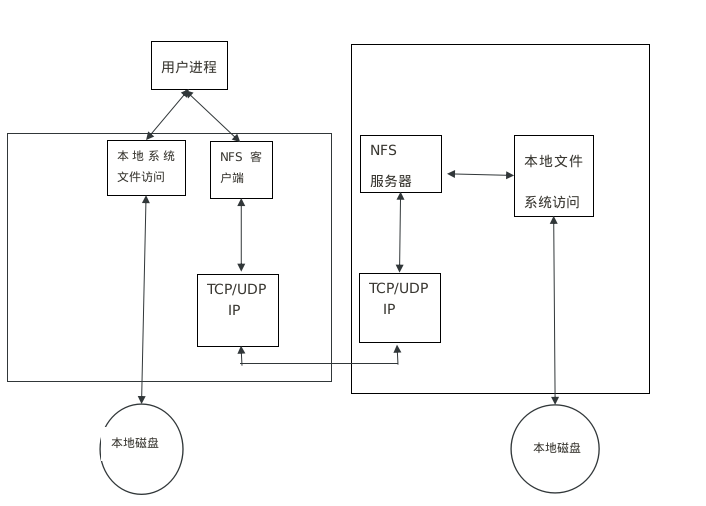 用户进程
本地系统
文件访问
NFS 客
户端
TCP/UDP
IP
本地磁盘
NFS
服务器
本地文件
系统访问
TCP/UDP
IP
本地磁盘